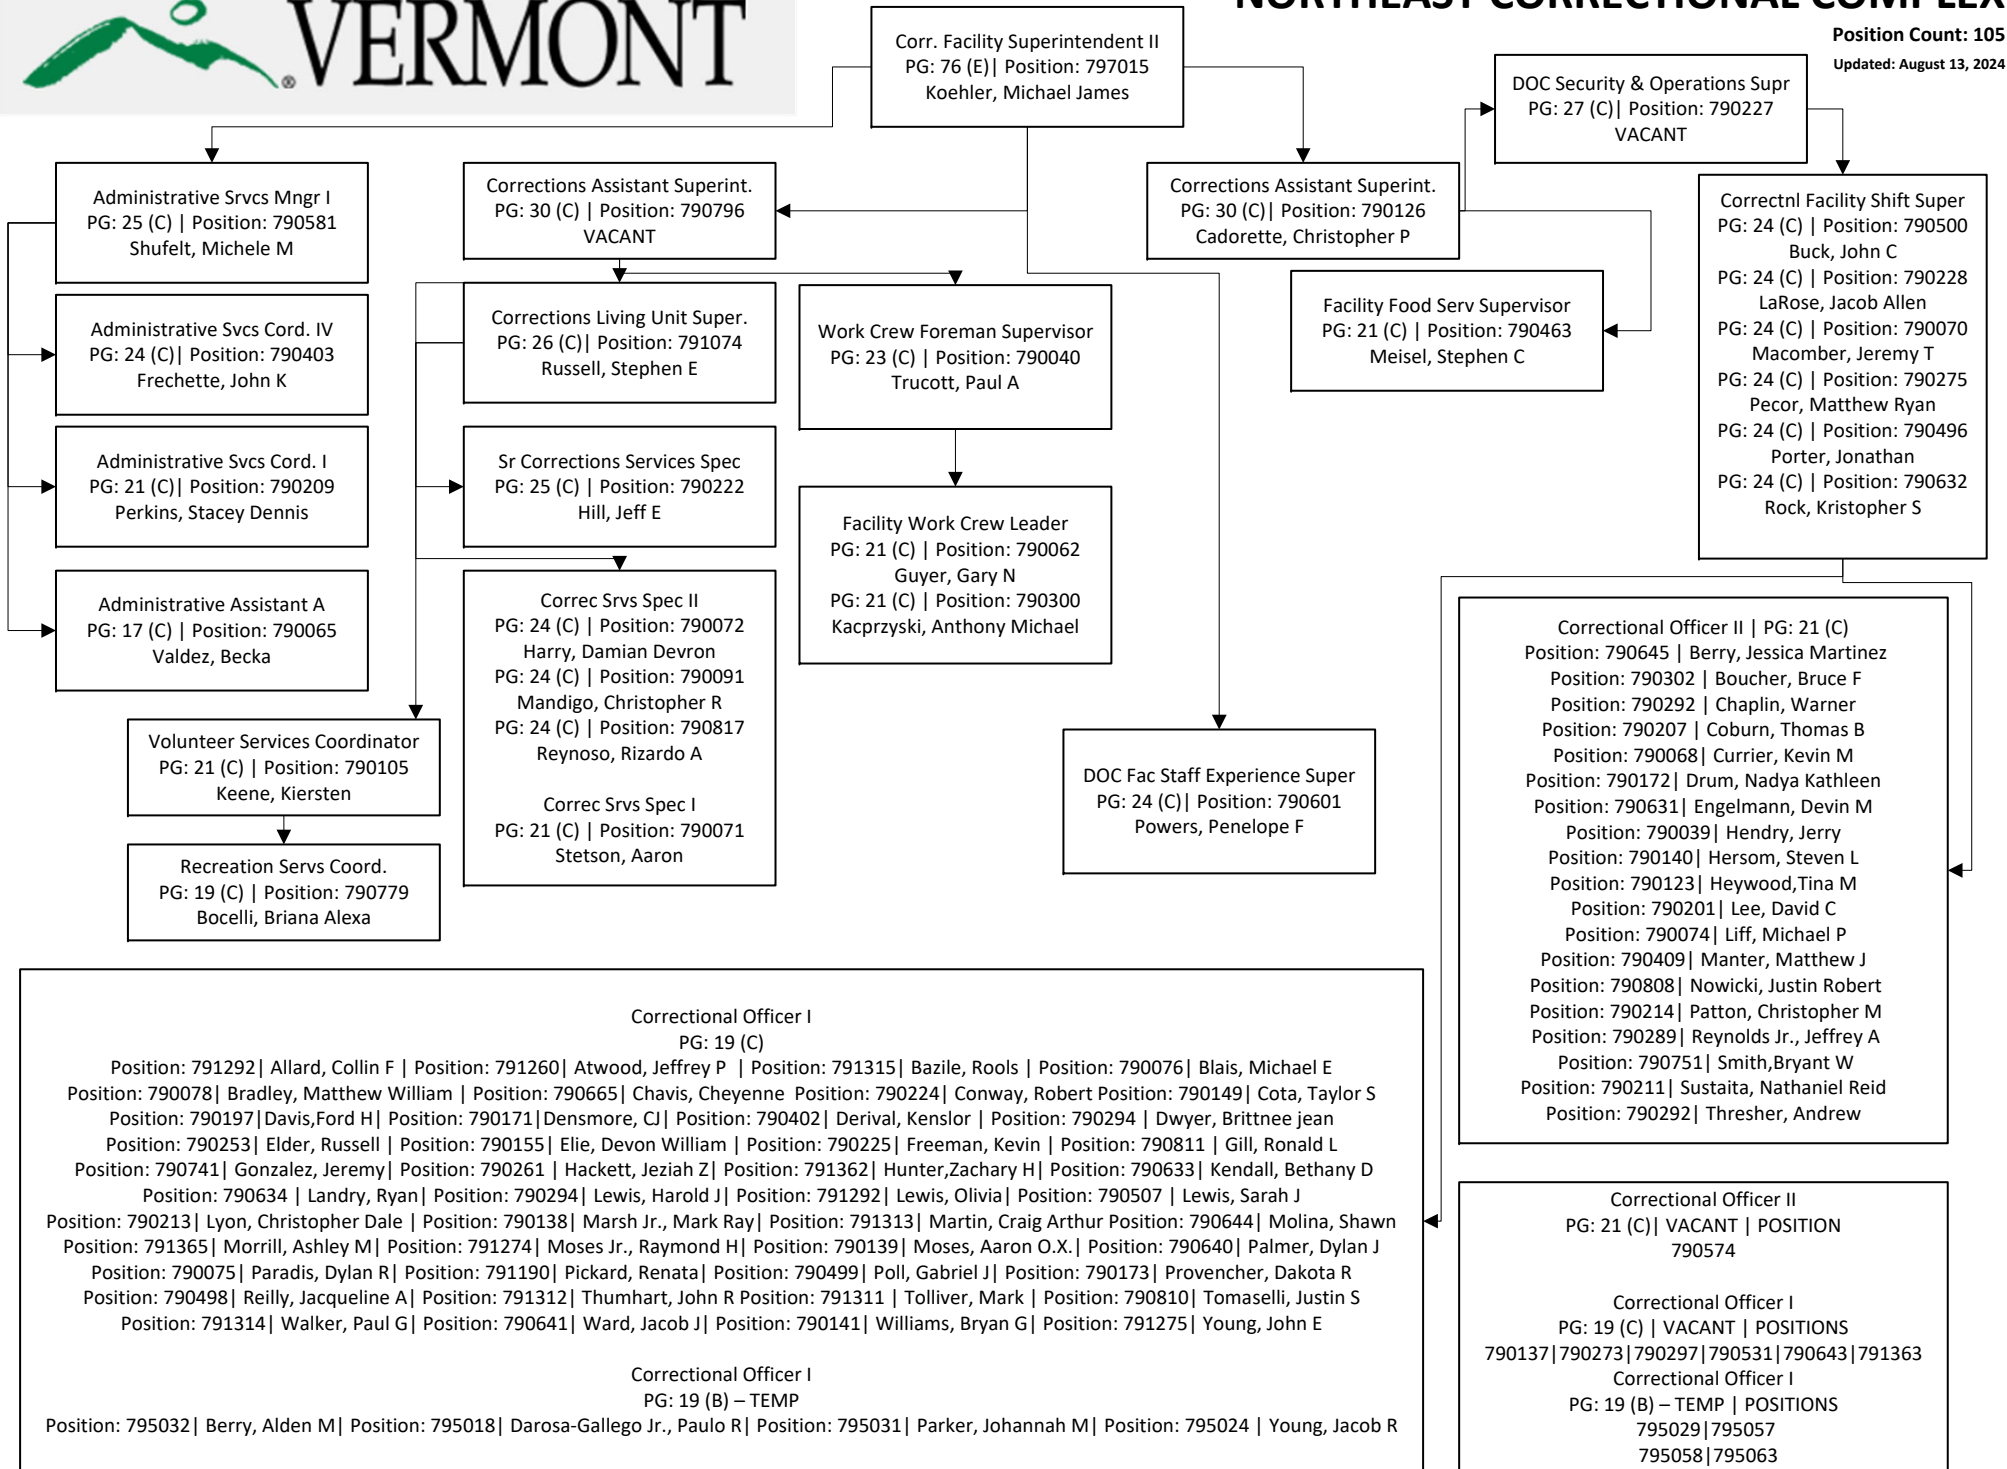 VERMONT
NORTHEAST CORRECTIONAL COMPLEX
Position Count: 105
Updated: August 13, 2024
Corr. Facility Superintendent II
PG: 76 (E)| Position: 797015
Koehler, Michael James
DOC Security & Operations Supr
PG: 27 (C)| Position: 790227
VACANT
Administrative Srvcs Mngr I
PG: 25 (C) | Position: 790581
Shufelt, Michele M
Corrections Assistant Superint.
PG: 30 (C) | Position: 790796
VACANT
Corrections Assistant Superint.
PG: 30 (C)| Position: 790126
Cadorette, Christopher P
Correctnl Facility Shift Super
PG: 24 (C) | Position: 790500
Buck, John C
PG: 24 (C) | Position: 790228
LaRose, Jacob Allen
PG: 24 (C) | Position: 790070
Macomber, Jeremy T
PG: 24 (C) | Position: 790275
Pecor, Matthew Ryan
PG: 24 (C) | Position: 790496
Porter, Jonathan
PG: 24 (C) | Position: 790632
Rock, Kristopher S
Administrative Svcs Cord. IV
PG: 24 (C)| Position: 790403
Frechette, John K
Corrections Living Unit Super.
PG: 26 (C)| Position: 791074
Russell, Stephen E
Work Crew Foreman Supervisor
PG: 23 (C) | Position: 790040
Trucott, Paul A
Facility Food Serv Supervisor
PG: 21 (C) | Position: 790463
Meisel, Stephen C
Administrative Svcs Cord. I
PG: 21 (C)| Position: 790209
Perkins, Stacey Dennis
Sr Corrections Services Spec
PG: 25 (C) | Position: 790222
Hill, Jeff E
Facility Work Crew Leader
PG: 21 (C) | Position: 790062
Guyer, Gary N
PG: 21 (C) | Position: 790300
Kacprzyski, Anthony Michael
Administrative Assistant A
PG: 17 (C) | Position: 790065
Valdez, Becka
Correc Srvs Spec II
PG: 24 (C) | Position: 790072
Harry, Damian Devron
PG: 24 (C) | Position: 790091
Mandigo, Christopher R
PG: 24 (C) | Position: 790817
Reynoso, Rizardo A
Correc Srvs Spec I
PG: 21 (C) | Position: 790071
Stetson, Aaron
Volunteer Services Coordinator
PG: 21 (C) | Position: 790105
Keene, Kiersten
Recreation Servs Coord.
PG: 19 (C) | Position: 790779
Bocelli, Briana Alexa
DOC Fac Staff Experience Super
PG: 24 (C)| Position: 790601
Powers, Penelope F
Correctional Officer II | PG: 21 (C)
Position: 790645 | Berry, Jessica Martinez
Position: 790302 | Boucher, Bruce F
Position: 790292 | Chaplin, Warner
Position: 790207 | Coburn, Thomas B
Position: 790068| Currier, Kevin M
Position: 790172| Drum, Nadya Kathleen
Position: 790631| Engelmann, Devin M
Position: 790039| Hendry, Jerry
Position: 790140| Hersom, Steven L
Position: 790123| Heywood,Tina M
Position: 790201| Lee, David C
Position: 790074| Liff, Michael P
Position: 790409| Manter, Matthew J
Position: 790808| Nowicki, Justin Robert
Position: 790214| Patton, Christopher M
Position: 790289| Reynolds Jr., Jeffrey A
Position: 790751| Smith,Bryant W
Position: 790211| Sustaita, Nathaniel Reid
Position: 790292| Thresher, Andrew
Correctional Officer I
PG: 19 (C)
Position: 791292| Allard, Collin F | Position: 791260| Atwood, Jeffrey P | Position: 791315| Bazile, Rools | Position: 790076| Blais, Michael E
Position: 790078| Bradley, Matthew William | Position: 790665| Chavis, Cheyenne Position: 790224| Conway, Robert Position: 790149| Cota, Taylor S
Position: 790197|Davis,Ford H| Position: 790171|Densmore, CJ| Position: 790402| Derival, Kenslor | Position: 790294 | Dwyer, Brittnee jean
Position: 790253| Elder, Russell | Position: 790155| Elie, Devon William | Position: 790225| Freeman, Kevin | Position: 790811 | Gill, Ronald L
Position: 790741| Gonzalez, Jeremy| Position: 790261 | Hackett, Jeziah Z| Position: 791362| Hunter,Zachary H| Position: 790633| Kendall, Bethany D
Position: 790634 | Landry, Ryan| Position: 790294| Lewis, Harold J| Position: 791292| Lewis, Olivia| Position: 790507 | Lewis, Sarah J
Position: 790213| Lyon, Christopher Dale | Position: 790138| Marsh Jr., Mark Ray| Position: 791313| Martin, Craig Arthur Position: 790644| Molina, Shawn
Position: 791365| Morrill, Ashley M| Position: 791274| Moses Jr., Raymond H| Position: 790139| Moses, Aaron O.X.| Position: 790640| Palmer, Dylan J
Position: 790075| Paradis, Dylan R| Position: 791190| Pickard, Renata| Position: 790499| Poll, Gabriel J| Position: 790173| Provencher, Dakota R
Position: 790498| Reilly, Jacqueline A| Position: 791312| Thumhart, John R Position: 791311 | Tolliver, Mark | Position: 790810| Tomaselli, Justin S
Position: 791314| Walker, Paul G| Position: 790641| Ward, Jacob J| Position: 790141| Williams, Bryan G| Position: 791275| Young, John E
Correctional Officer I
PG: 19 (B) – TEMP
Position: 795032| Berry, Alden M| Position: 795018| Darosa-Gallego Jr., Paulo R| Position: 795031| Parker, Johannah M| Position: 795024 | Young, Jacob R
Correctional Officer II
PG: 21 (C)| VACANT | POSITION
790574
Correctional Officer I
PG: 19 (C) | VACANT | POSITIONS
790137|790273|790297|790531|790643|791363
Correctional Officer I
PG: 19 (B) – TEMP | POSITIONS
795029|795057
795058|795063